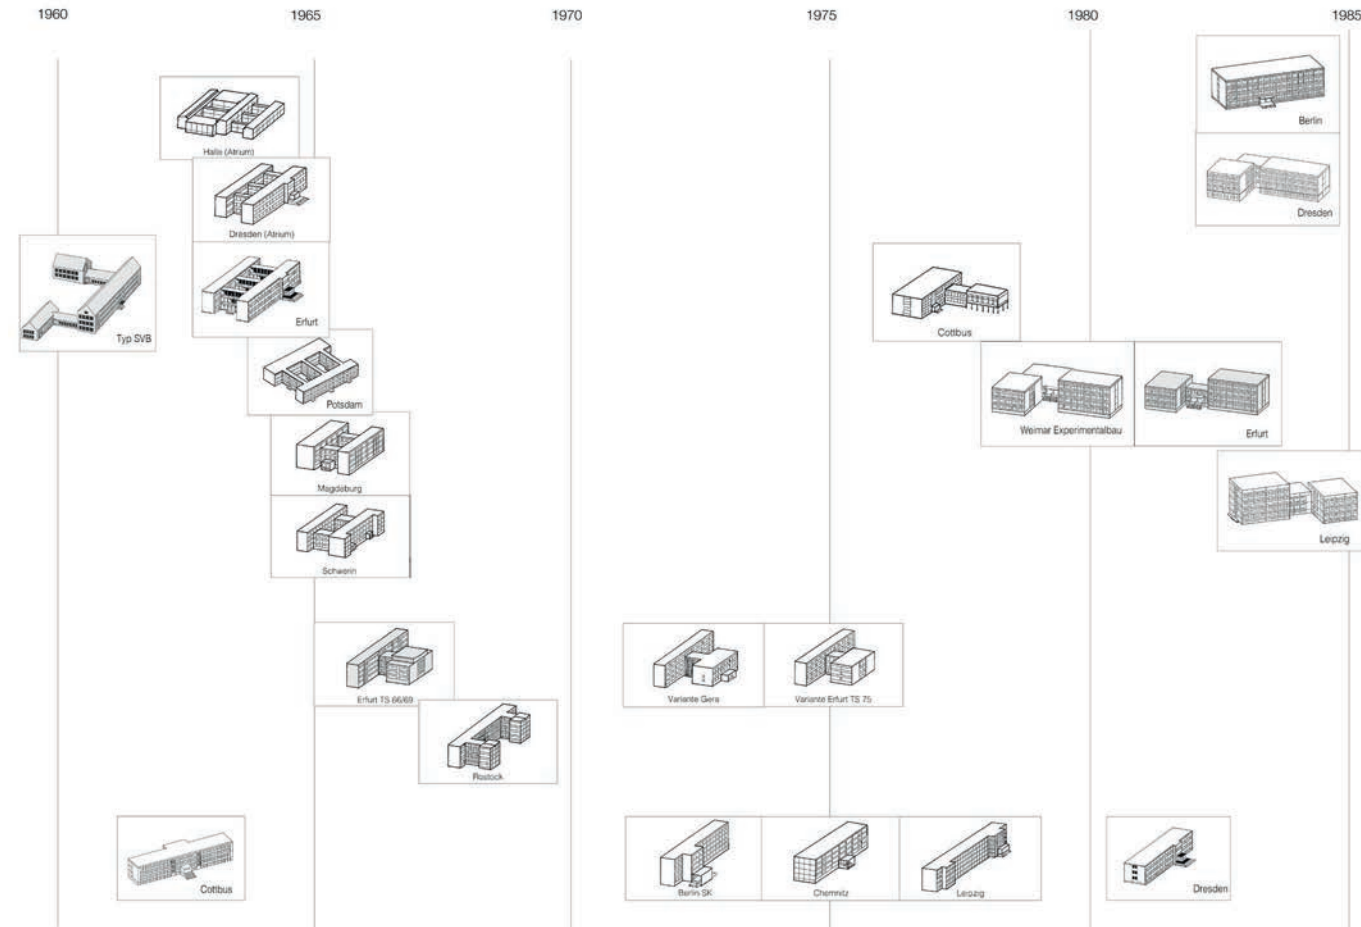 1960 1965 1970 1975 1980 1985
Halle (Atrium)
Berlin
Dresden (Atrium)
Dresden
Typ SVB
Erfurt
Cottbus
Potsdam
Weimar Experimentalbau
Erfurt
Magdeburg
Leipzig
Schwerin
Erfurt TS 66/69
Variante Gera
Variante Erfurt TS 75
Rostock
Cottbus
Berlin SK
Chemnitz
Leipzig
Dresden